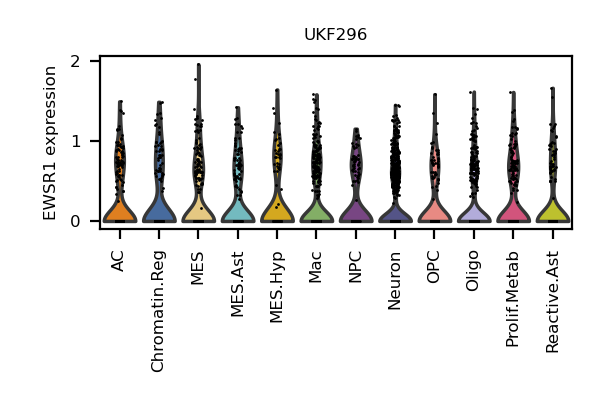 UKF296
EWSR1 expression
2
1
0
AC
Chromatin.Reg
MES
MES.Ast
MES.Hyp
Mac
NPC
Neuron
OPC
Oligo
Prolif.Metab
Reactive.Ast